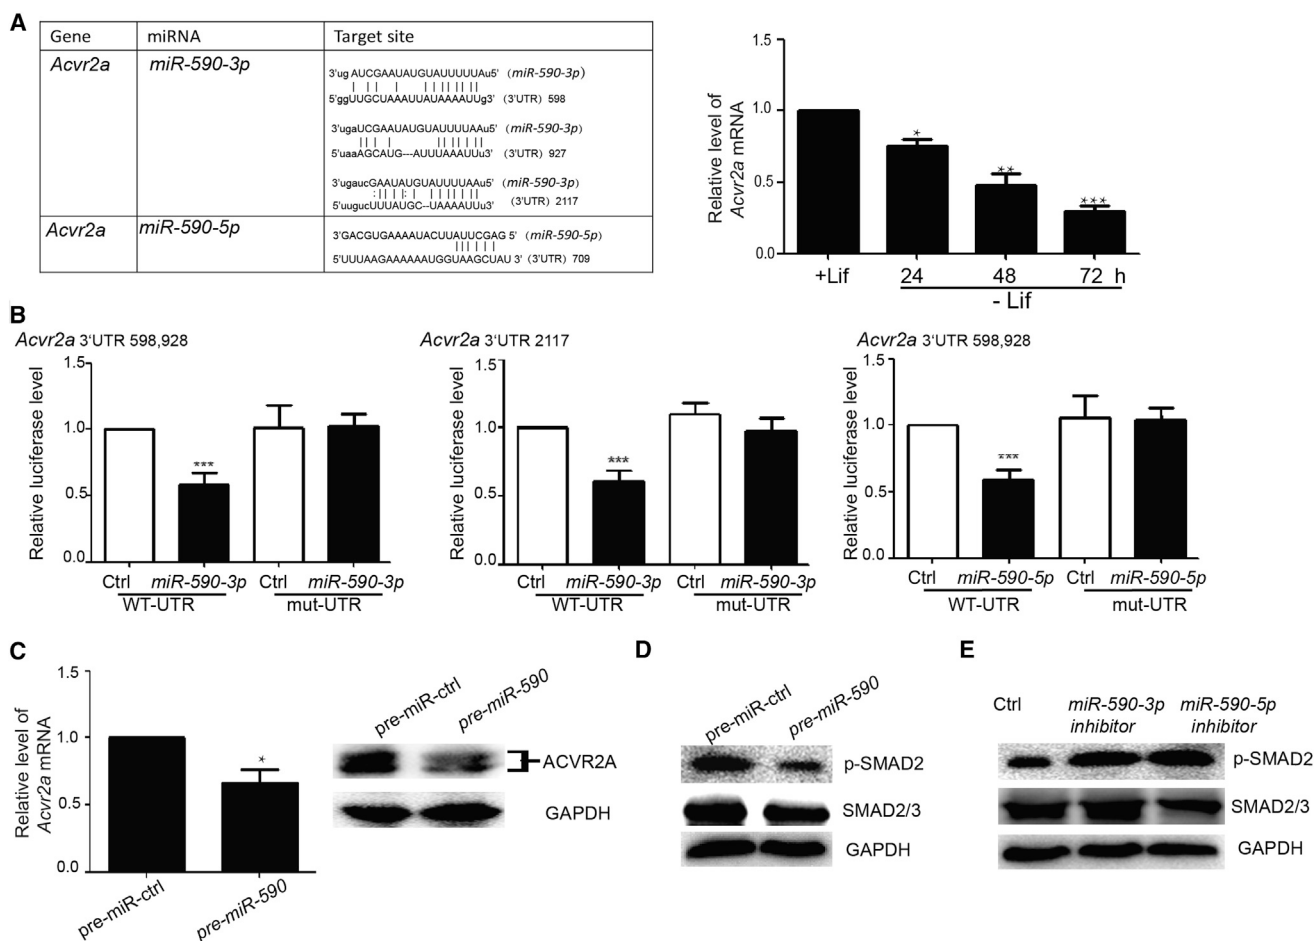 A
Gene miRNA Target site
Acvr2a miR-590-3p
3'ug AUCGAAUAUGUAUUUUUAu5' (miR-590-3p)
5'ggUUGCUAAAUUAUAAAAUUg3' (3'UTR) 598
3'ugaUCGAAUAUGUAUUUUAAu5' (miR-590-3p)
5'uaaAGCAUG---AUUUAAAUUu3' (3'UTR) 927
3'ugaucGAAUAUGUAUUUUAAu5' (miR-590-3p)
5'uugucUUUAUGC--UAAAAUUu3' (3'UTR) 2117
Acvr2a miR-590-5p
3'GACGUGAAAAUACUUAUUCGAG 5' (miR-590-5p)
5'UUUAAGAAAAAAUGGUAAGCUAU 3' (3'UTR) 709
Relative level of
Acvr2a mRNA
1.5
1.0
0.5
0.0
*
**
***
+Lif 24 48 72 h
- Lif
B
Acvr2a 3'UTR 598,928
Relative luciferase level
1.5
1.0
0.5
0.0
***
Ctrl miR-590-3p Ctrl miR-590-3p
WT-UTR mut-UTR
Acvr2a 3'UTR 2117
Relative luciferase level
1.5
1.0
0.5
0.0
***
Ctrl miR-590-3p Ctrl miR-590-3p
WT-UTR mut-UTR
Acvr2a 3'UTR 598,928
Relative luciferase level
1.5
1.0
0.5
0.0
***
Ctrl miR-590-5p Ctrl miR-590-5p
WT-UTR mut-UTR
C
Relative level of
Acvr2a mRNA
1.5
1.0
0.5
0.0
*
pre-miR-ctrl pre-miR-590
pre-miR-ctrl pre-miR-590
ACVR2A
GAPDH
D
pre-miR-ctrl pre-miR-590
p-SMAD2
SMAD2/3
GAPDH
E
Ctrl miR-590-3p miR-590-5p
inhibitor inhibitor
p-SMAD2
SMAD2/3
GAPDH